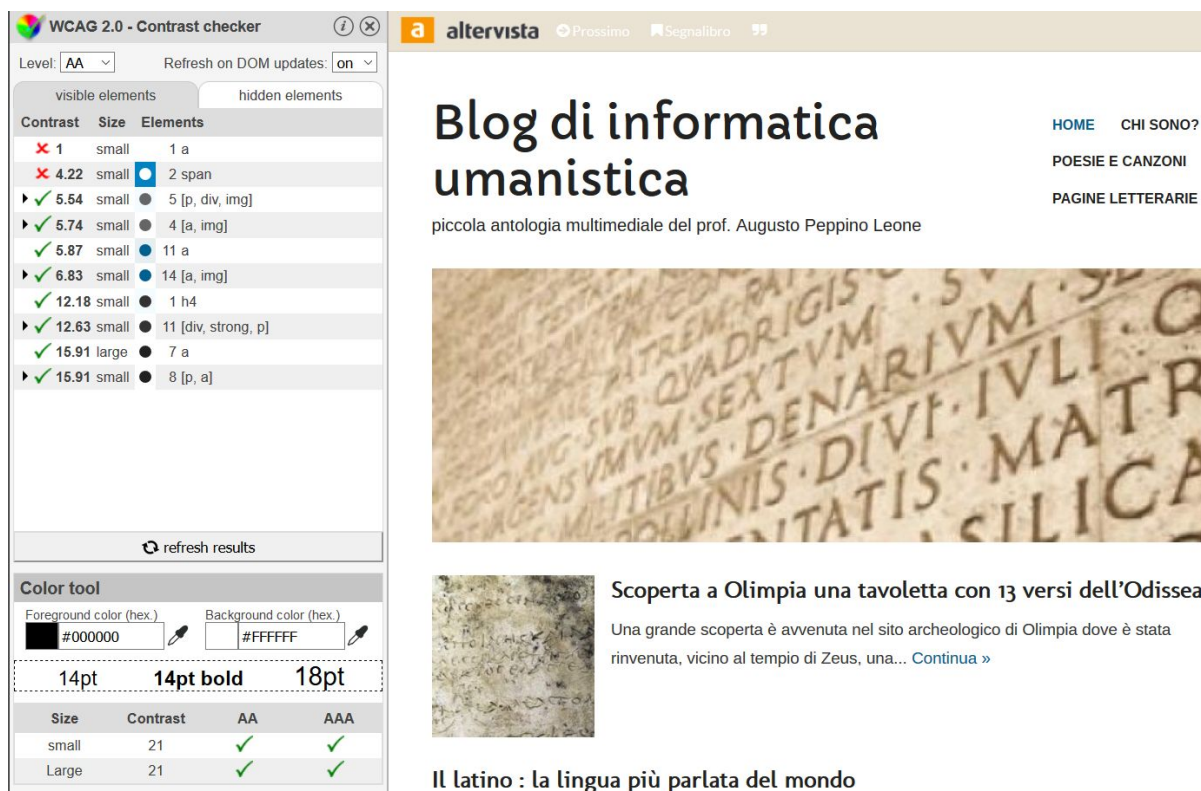 WCAG 2.0 - Contrast checker
Level: AA Refresh on DOM updates: on
visible elements hidden elements
Contrast Size Elements
1 small 1 a
4.22 small 2 span
5.54 small 5 [p, div, img]
5.74 small 4 [a, img]
5.87 small 11 a
6.83 small 14 [a, img]
12.18 small 1 h4
12.63 small 11 [div, strong, p]
15.91 large 7 a
15.91 small 8 [p, a]
refresh results
Color tool
Foreground color (hex.) Background color (hex.)
#000000 #FFFFFF
14pt 14pt bold 18pt
Size Contrast AA AAA
small 21
Large 21
a altervista Prossimo Segnalibro
Blog di informatica
umanistica
piccola antologia multimediale del prof. Augusto Peppino Leone
HOME CHI SONO?
POESIE E CANZONI
PAGINE LETTERARIE
QVADRIGIS
SVB
SEXTVM
DENARIVM
DIVI · IVLI
MATR
Scoperta a Olimpia una tavoletta con 13 versi dell'Odissea
Una grande scoperta è avvenuta nel sito archeologico di Olimpia dove è stata
rinvenuta, vicino al tempio di Zeus, una... Continua »
Il latino : la lingua più parlata del mondo